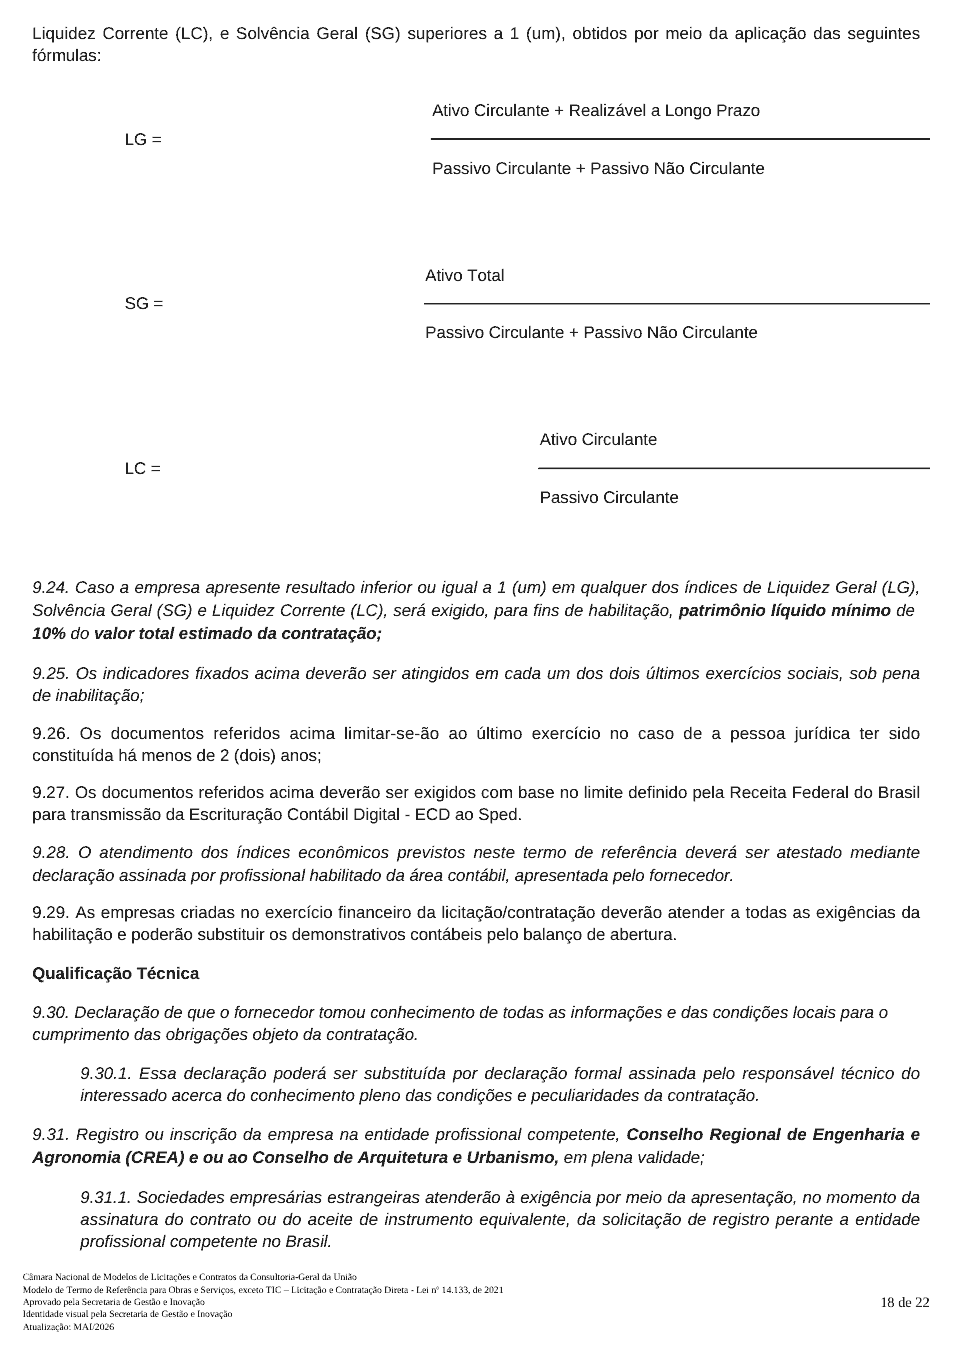 Liquidez Corrente (LC), e Solvência Geral (SG) superiores a 1 (um), obtidos por meio da aplicação das seguintes
fórmulas:
Ativo Circulante + Realizável a Longo Prazo
LG =
Passivo Circulante + Passivo Não Circulante
Ativo Total
SG =
Passivo Circulante + Passivo Não Circulante
Ativo Circulante
LC =
Passivo Circulante
9.24. Caso a empresa apresente resultado inferior ou igual a 1 (um) em qualquer dos índices de Liquidez Geral (LG),
Solvência Geral (SG) e Liquidez Corrente (LC), será exigido, para fins de habilitação, patrimônio líquido mínimo de
10% do valor total estimado da contratação;
9.25. Os indicadores fixados acima deverão ser atingidos em cada um dos dois últimos exercícios sociais, sob pena
de inabilitação;
9.26. Os documentos referidos acima limitar-se-ão ao último exercício no caso de a pessoa jurídica ter sido
constituída há menos de 2 (dois) anos;
9.27. Os documentos referidos acima deverão ser exigidos com base no limite definido pela Receita Federal do Brasil
para transmissão da Escrituração Contábil Digital - ECD ao Sped.
9.28. O atendimento dos índices econômicos previstos neste termo de referência deverá ser atestado mediante
declaração assinada por profissional habilitado da área contábil, apresentada pelo fornecedor.
9.29. As empresas criadas no exercício financeiro da licitação/contratação deverão atender a todas as exigências da
habilitação e poderão substituir os demonstrativos contábeis pelo balanço de abertura.
Qualificação Técnica
9.30. Declaração de que o fornecedor tomou conhecimento de todas as informações e das condições locais para o
cumprimento das obrigações objeto da contratação.
9.30.1. Essa declaração poderá ser substituída por declaração formal assinada pelo responsável técnico do
interessado acerca do conhecimento pleno das condições e peculiaridades da contratação.
9.31. Registro ou inscrição da empresa na entidade profissional competente, Conselho Regional de Engenharia e
Agronomia (CREA) e ou ao Conselho de Arquitetura e Urbanismo, em plena validade;
9.31.1. Sociedades empresárias estrangeiras atenderão à exigência por meio da apresentação, no momento da
assinatura do contrato ou do aceite de instrumento equivalente, da solicitação de registro perante a entidade
profissional competente no Brasil.
Câmara Nacional de Modelos de Licitações e Contratos da Consultoria-Geral da União
Modelo de Termo de Referência para Obras e Serviços, exceto TIC – Licitação e Contratação Direta - Lei nº 14.133, de 2021
Aprovado pela Secretaria de Gestão e Inovação
Identidade visual pela Secretaria de Gestão e Inovação
Atualização: MAI/2026
18 de 22